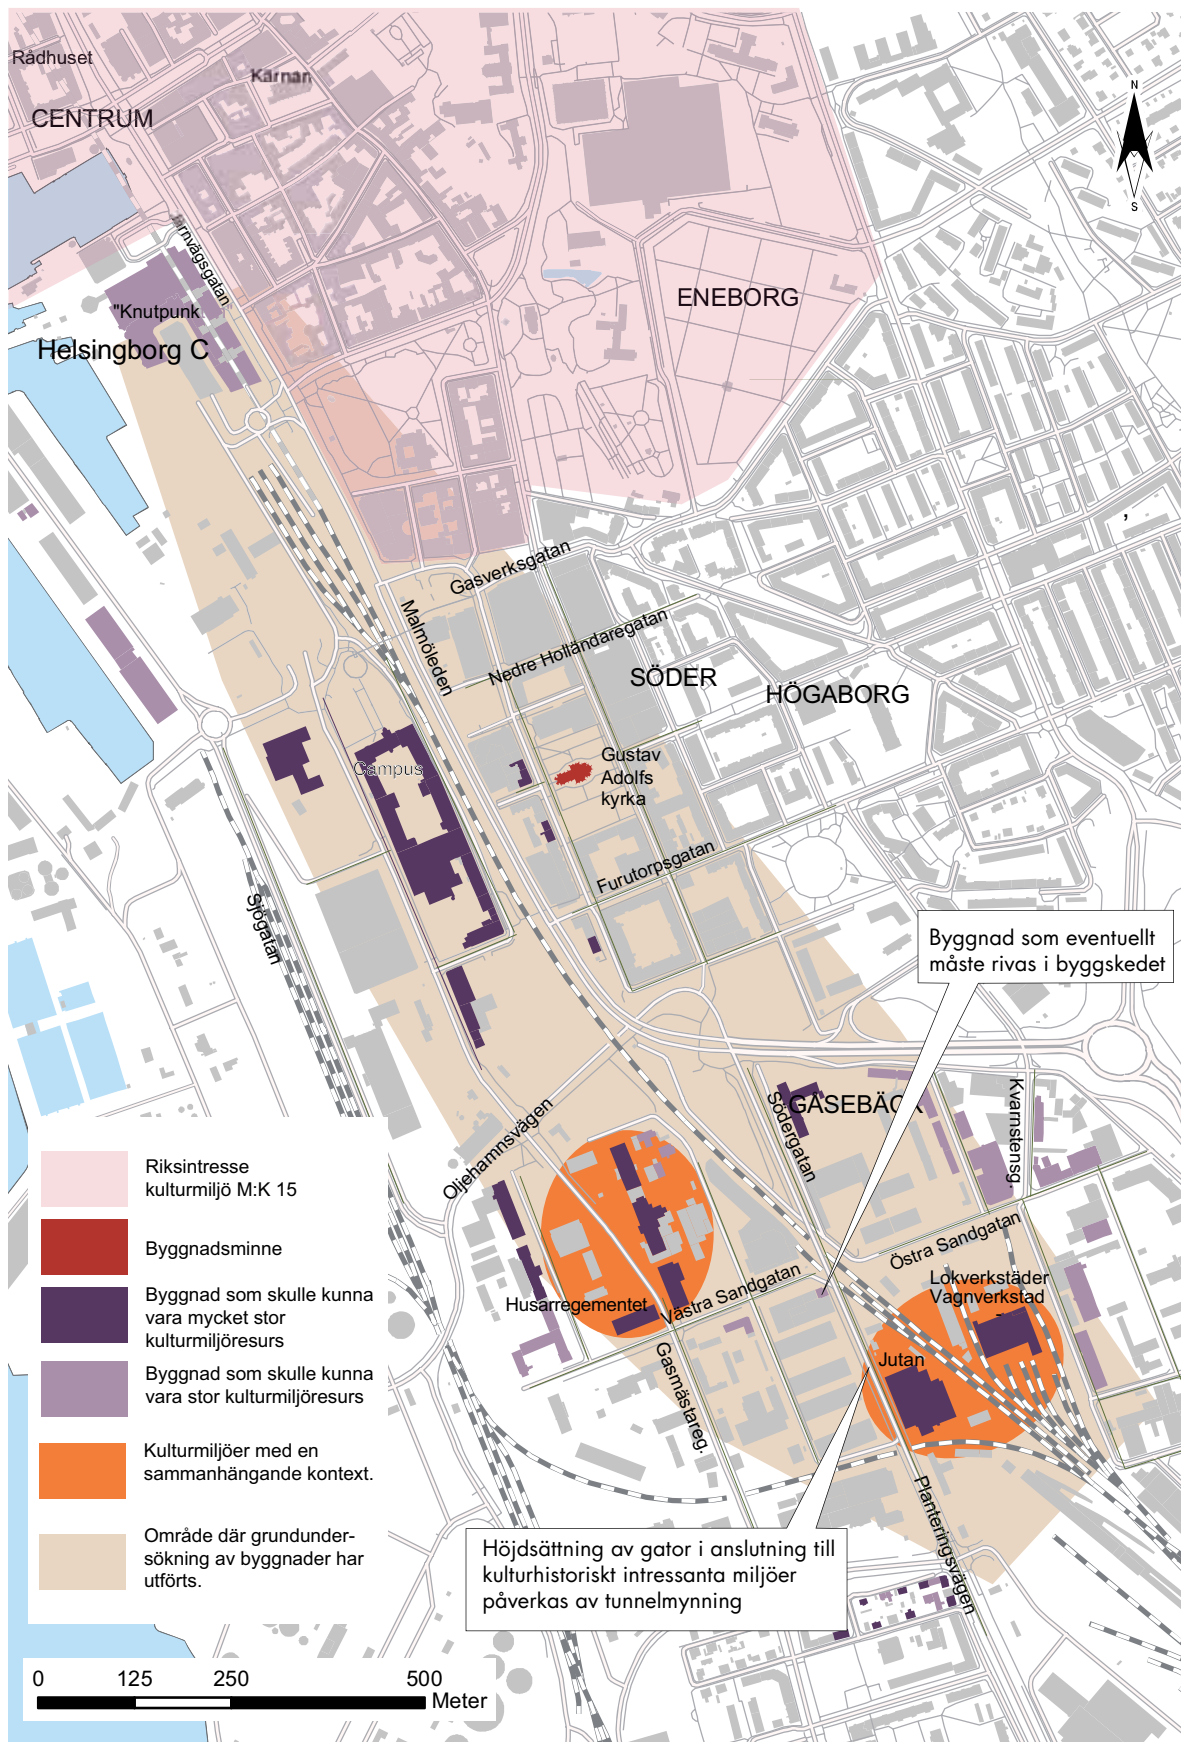 Rådhuset
Kärnan
CENTRUM
N
S
Järnvägsgatan
"Knutpunk
Helsingborg C
ENEBORG
,
Gasverksgatan
Malmöleden
Nedre Holländaregatan
SÖDER
HÖGABORG
Gustav
Adolfs
kyrka
Campus
Furutorpsgatan
Sjögatan
Byggnad som eventuellt
måste rivas i byggskedet
GÅSEBÄCK
Södergatan
Kvarnstensg.
Oljehamnsvägen
Östra Sandgatan
Lokverkstäder
Vagnverkstad
Husarregementet
Västra Sandgatan
Jutan
Gasmästareg.
Planteringsvägen
Riksintresse
kulturmiljö M:K 15
Byggnadsminne
Byggnad som skulle kunna
vara mycket stor
kulturmiljöresurs
Byggnad som skulle kunna
vara stor kulturmiljöresurs
Kulturmiljöer med en
sammanhängande kontext.
Område där grundunder-
sökning av byggnader har
utförts.
Höjdsättning av gator i anslutning till
kulturhistoriskt intressanta miljöer
påverkas av tunnelmynning
0 125 250 500
Meter